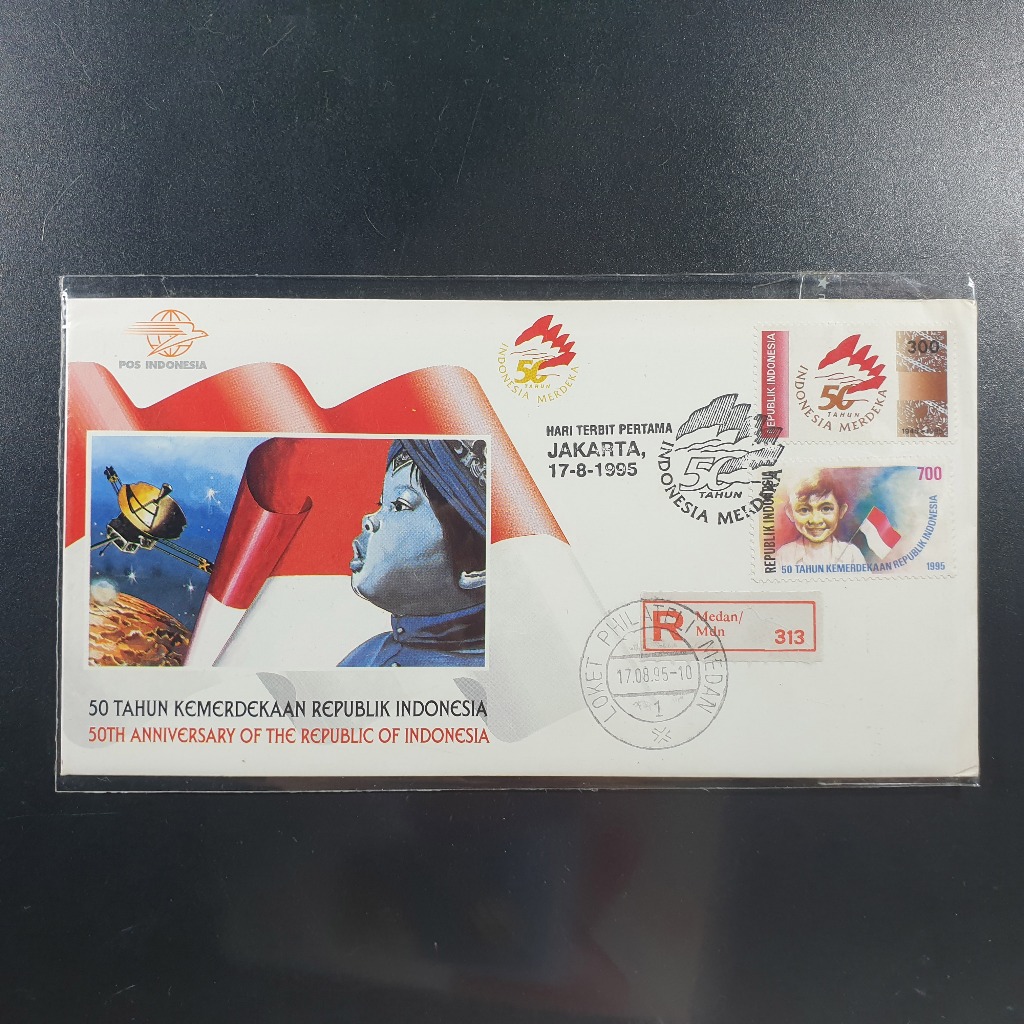 POS INDONESIA
50
TAHUN
INDONESIA MERDEKA
REPUBLIK INDONESIA
300
50
TAHUN
INDONESIA MERDEKA
HARI TERBIT PERTAMA
JAKARTA,
17-8-1995
50
TAHUN
INDONESIA MERDEKA
REPUBLIK INDONESIA
700
50 TAHUN KEMERDEKAAN REPUBLIK INDONESIA
1995
R
Medan/
Mdn
313
LOKET PHILATELI MEDAN
17.08.95-10
1
50 TAHUN KEMERDEKAAN REPUBLIK INDONESIA
50TH ANNIVERSARY OF THE REPUBLIC OF INDONESIA